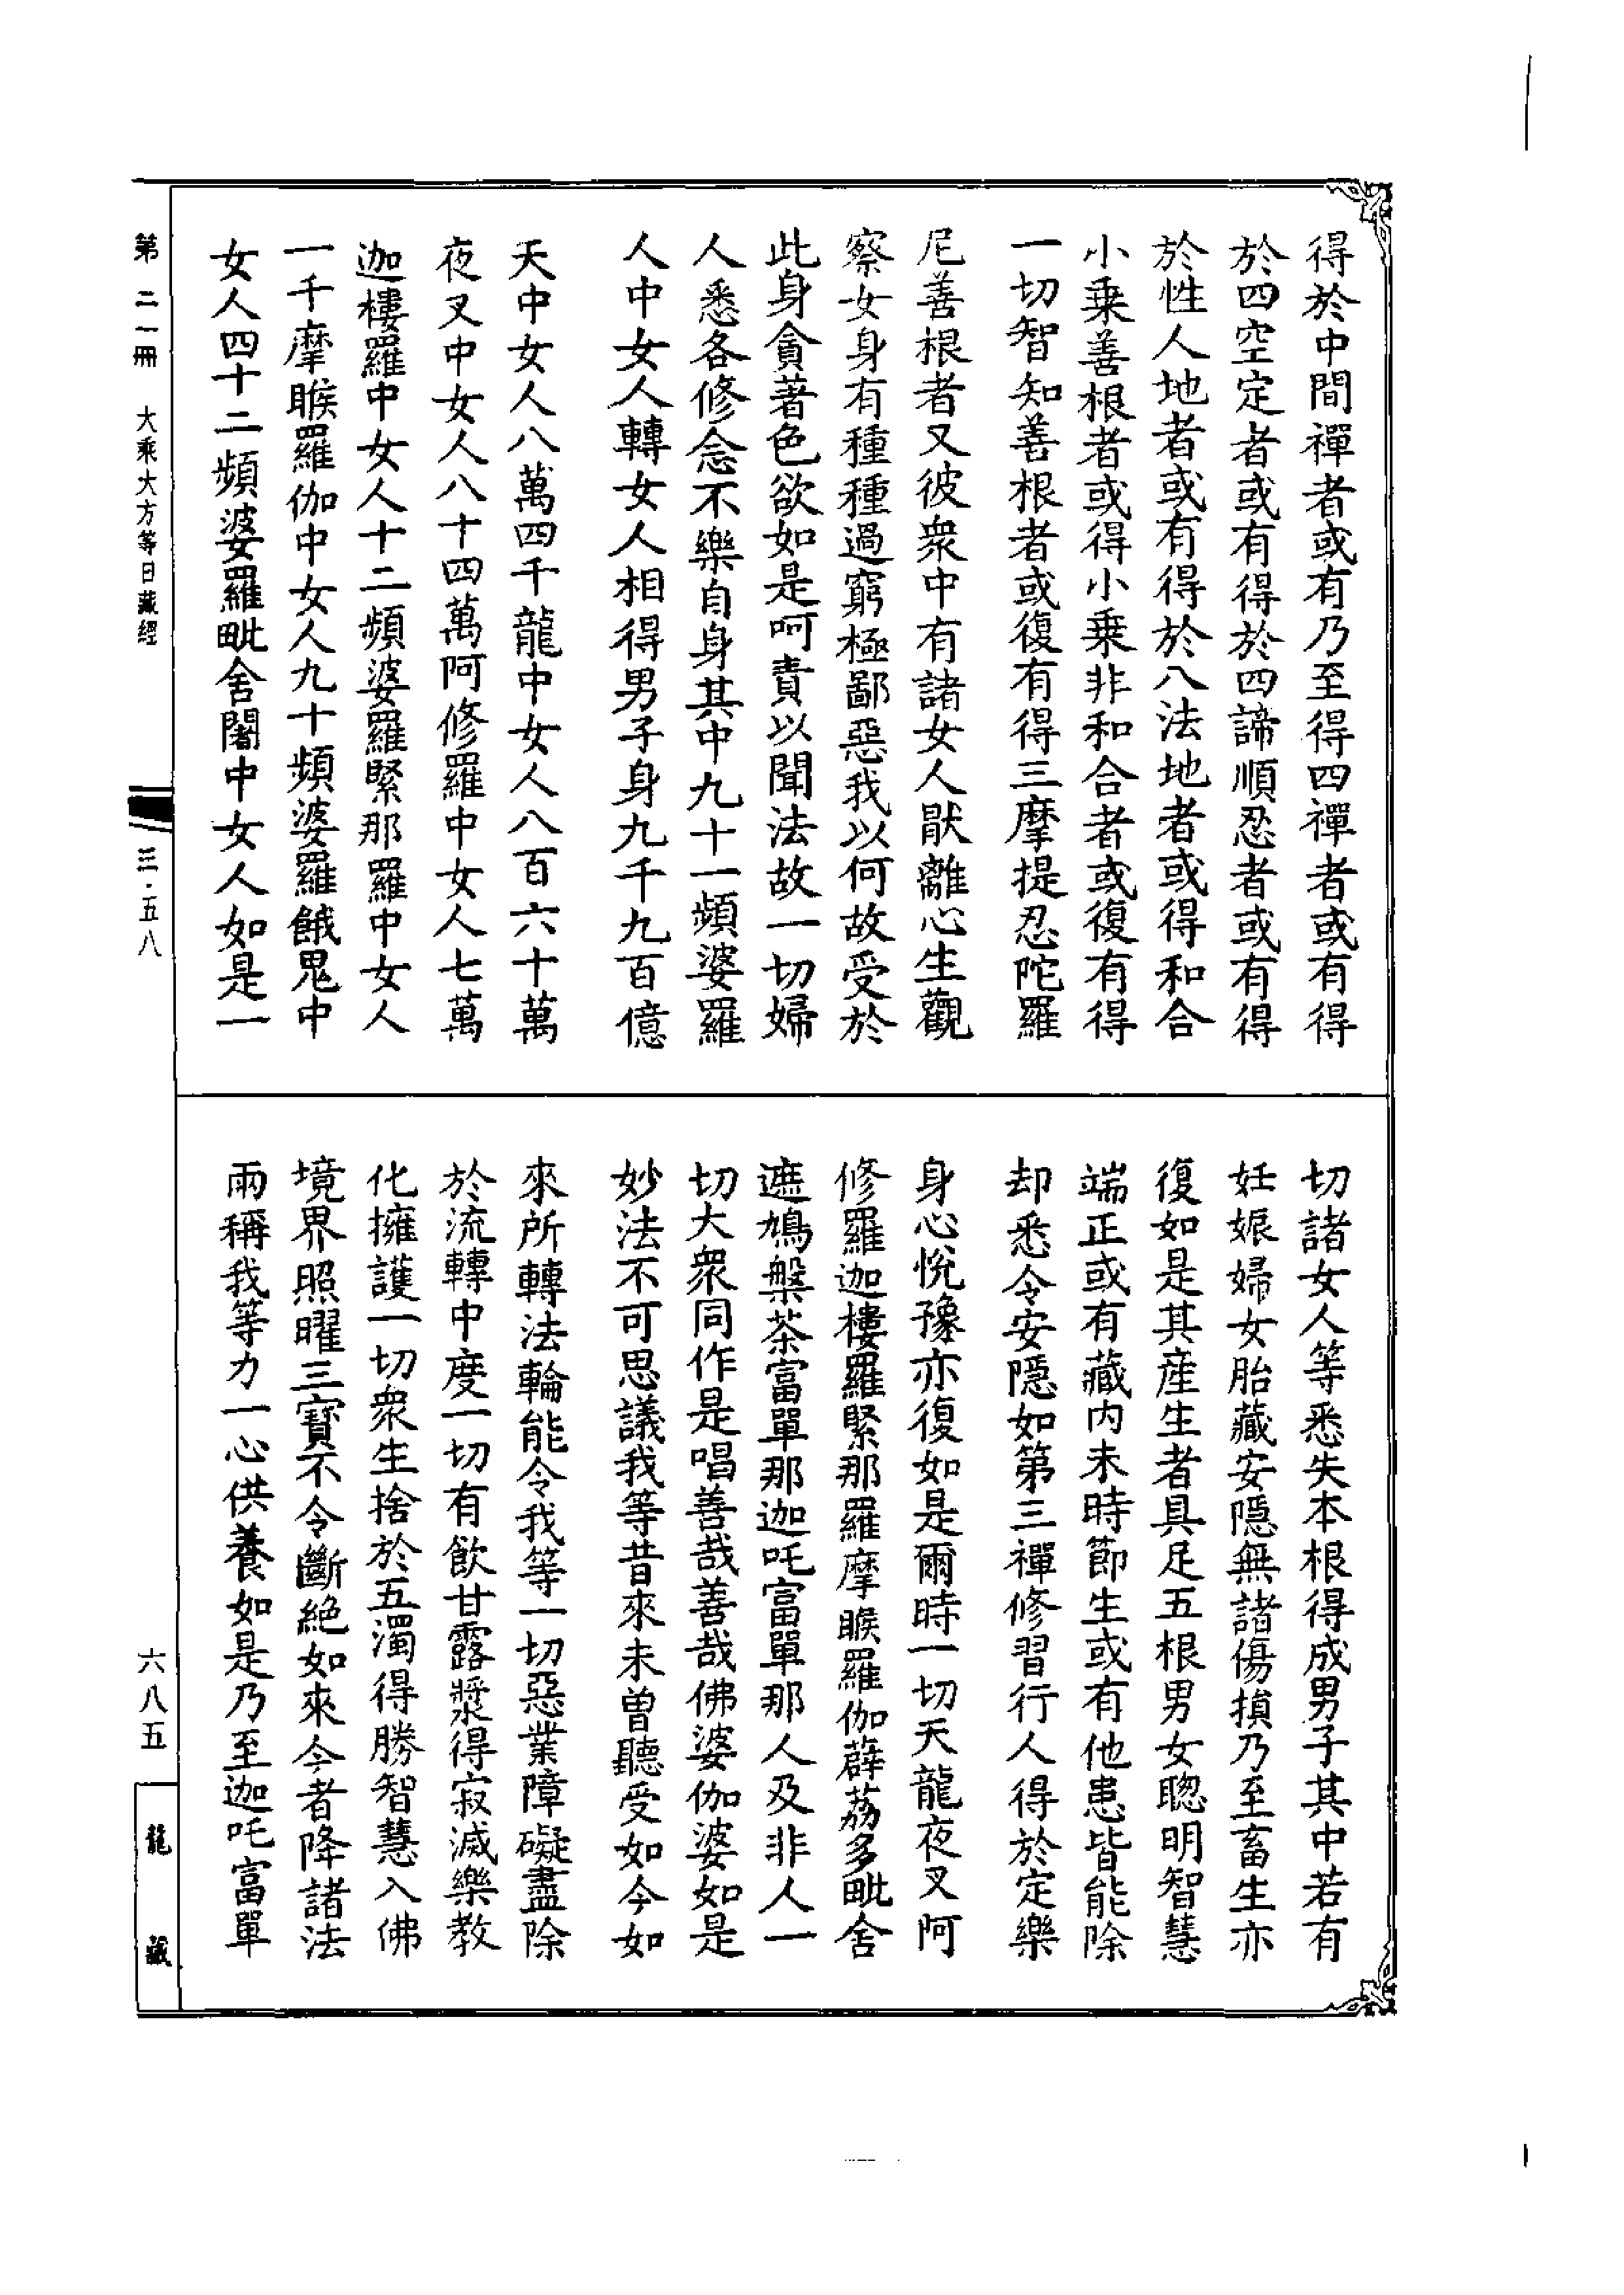 得於中間禪者或有乃至得四禪者或有得
於四空定者或有得於四諦順忍者或有得
於性人地者或有得於八法地者或得和合
小乗善根者或得小乗非和合者或復有得
一切智知善根者或復有得三摩提忍陀羅
尼善根者又彼衆中有諸女人厭離心生觀
察女身有種種過窮極鄙惡我以何故受於
此身貪著色欲如是呵責以聞法故一切婦
人悉各修念不樂自身其中九十一頻婆羅
人中女人轉女人相得男子身九千九百億
天中女人八萬四千龍中女人八百六十萬
夜叉中女人八十四萬阿修羅中女人七萬
迦樓羅中女人十二頻婆羅緊那羅中女人
一千摩睺羅伽中女人九十頻婆羅餓鬼中
女人四十二頻婆羅毗舍闍中女人如是一
切諸女人等悉失本根得成男子其中若有
妊娠婦女胎藏安隱無諸傷損乃至畜生亦
復如是其産生者具足五根男女聰明智慧
端正或有藏内未時節生或有他患皆能除
却悉令安隱如第三禪修習行人得於定樂
身心悅豫亦復如是爾時一切天龍夜叉阿
修羅迦樓羅緊那羅摩睺羅伽薜荔多毗舍
遮鳩槃茶富單那迦吒富單那人及非人一
切大衆同作是唱善哉善哉佛婆伽婆如是
妙法不可思議我等昔來未曾聽受如今如
來所轉法輪能令我等一切惡業障礙盡除
於流轉中度一切有飲甘露漿得寂滅樂教
化擁護一切衆生捨於五濁得勝智慧入佛
境界照曜三寶不令斷絶如來今者降諸法
雨稱我等力一心供養如是乃至迦吒富單
第二一冊　大乘大方等日藏經
三·五八
六八五
龍藏